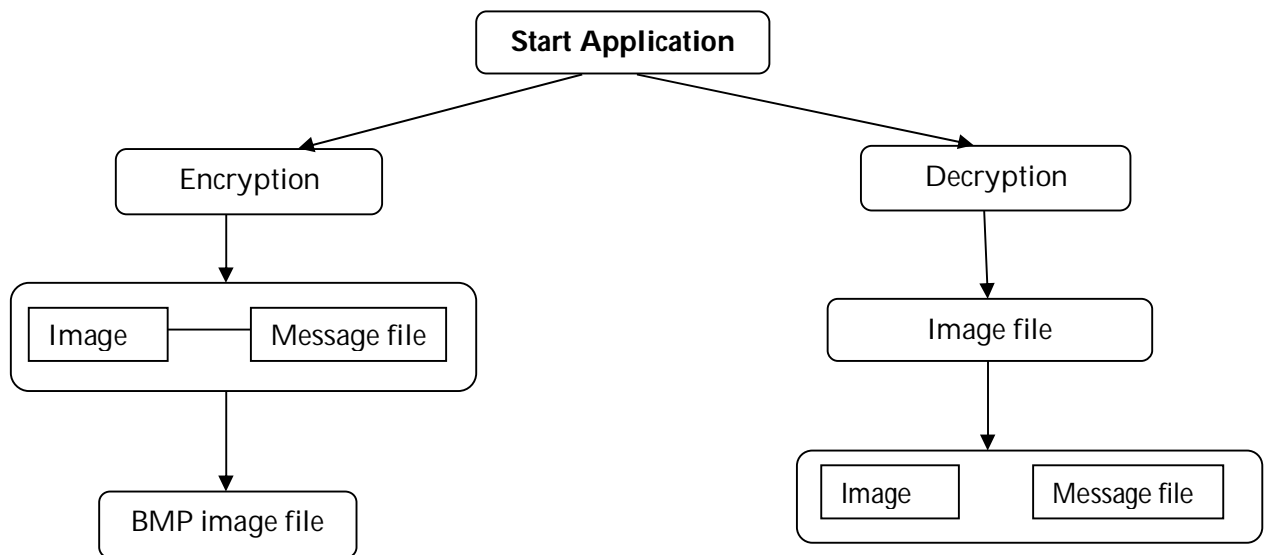 Start Application
Encryption
Decryption
Image
Message file
Image file
BMP image file
Image
Message file